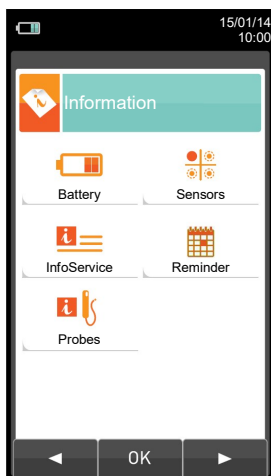 15/01/14
10:00
Information
Battery
Sensors
InfoService
Reminder
Probes
OK